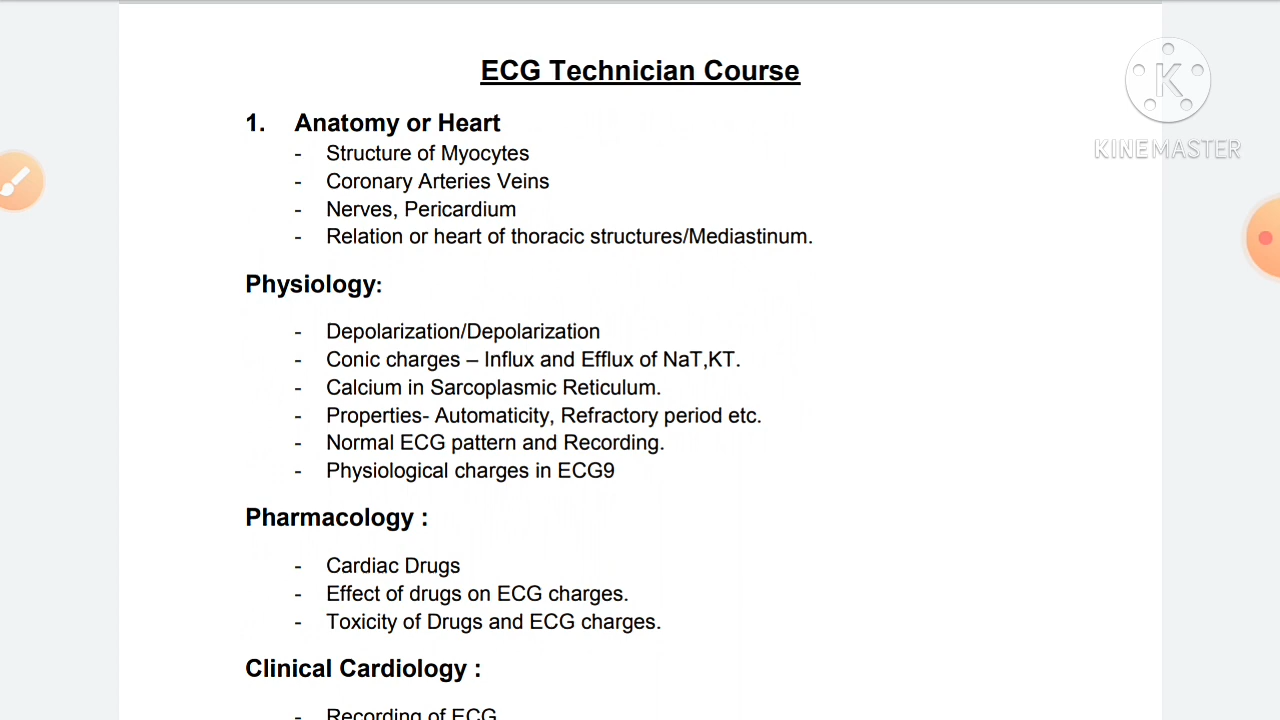 ECG Technician Course
K
KINEMASTER
1. Anatomy or Heart
- Structure of Myocytes
- Coronary Arteries Veins
- Nerves, Pericardium
- Relation or heart of thoracic structures/Mediastinum.
Physiology:
- Depolarization/Depolarization
- Conic charges – Influx and Efflux of NaT,KT.
- Calcium in Sarcoplasmic Reticulum.
- Properties- Automaticity, Refractory period etc.
- Normal ECG pattern and Recording.
- Physiological charges in ECG9
Pharmacology :
- Cardiac Drugs
- Effect of drugs on ECG charges.
- Toxicity of Drugs and ECG charges.
Clinical Cardiology :
- Recording of ECG